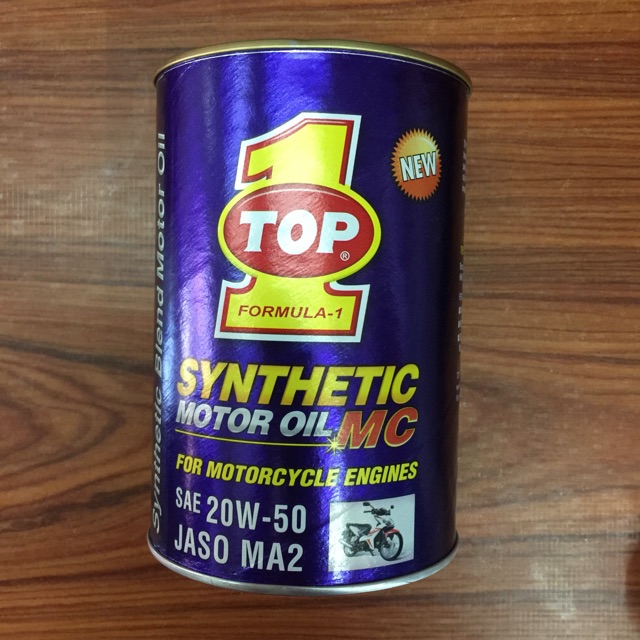 1
TOP
®
FORMULA-1
NEW
SYNTHETIC
MOTOR OIL MC
FOR MOTORCYCLE ENGINES
SAE 20W-50
JASO MA2
Synthetic Blend Motor Oil